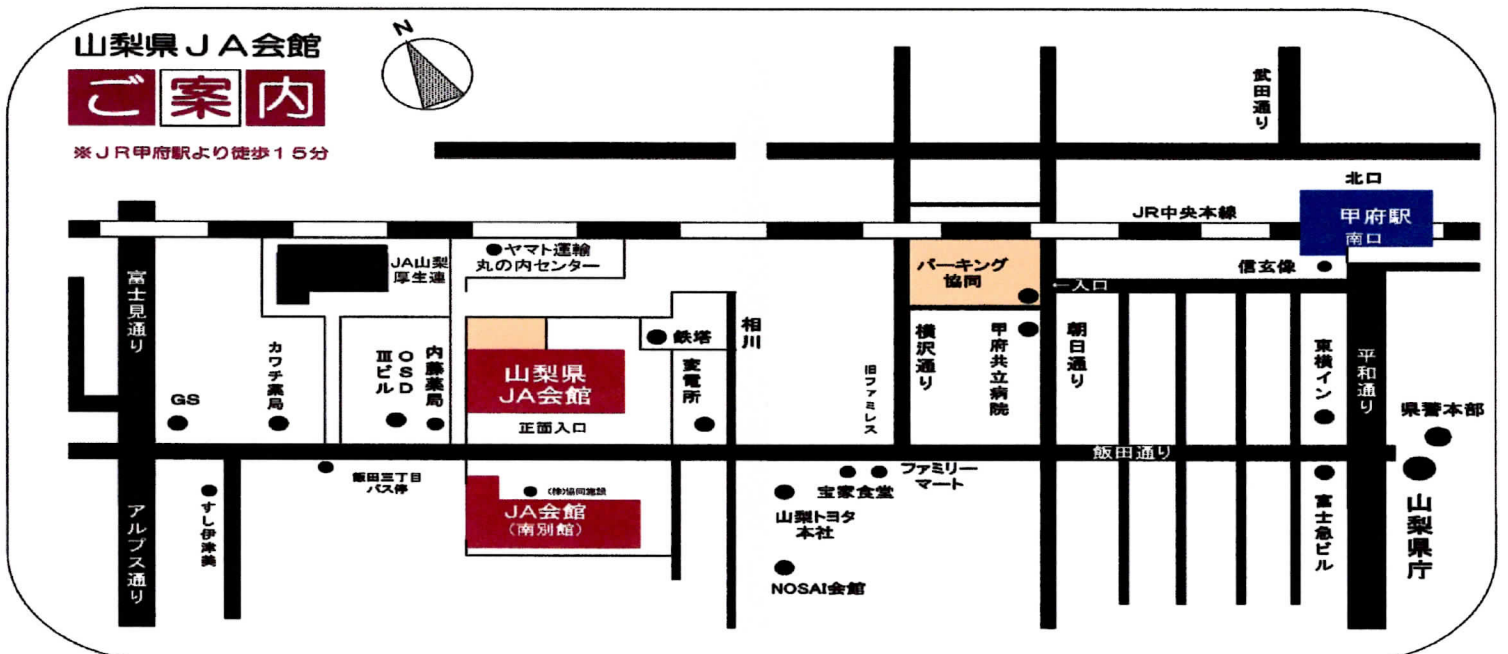 山梨県JA会館
ご案内
※JR甲府駅より徒歩15分
N
武田通り
北口
甲府駅
南口
JR中央本線
信玄像
←入口
パーキング
協同
ヤマト運輸
丸の内センター
JA山梨
厚生連
富士見通り
カワチ薬局
OSD
Ⅲビル
内藤薬局
鉄塔
相川
変電所
山梨県
JA会館
正面入口
旧ファミレス
横沢通り
甲府共立病院
朝日通り
東横イン
平和通り
県警本部
GS
飯田通り
飯田三丁目
バス停
(株)協同施設
JA会館
(南別館)
すし伊津美
アルプス通り
宝家食堂
ファミリー
マート
山梨トヨタ
本社
NOSAI会館
富士急ビル
山梨県庁